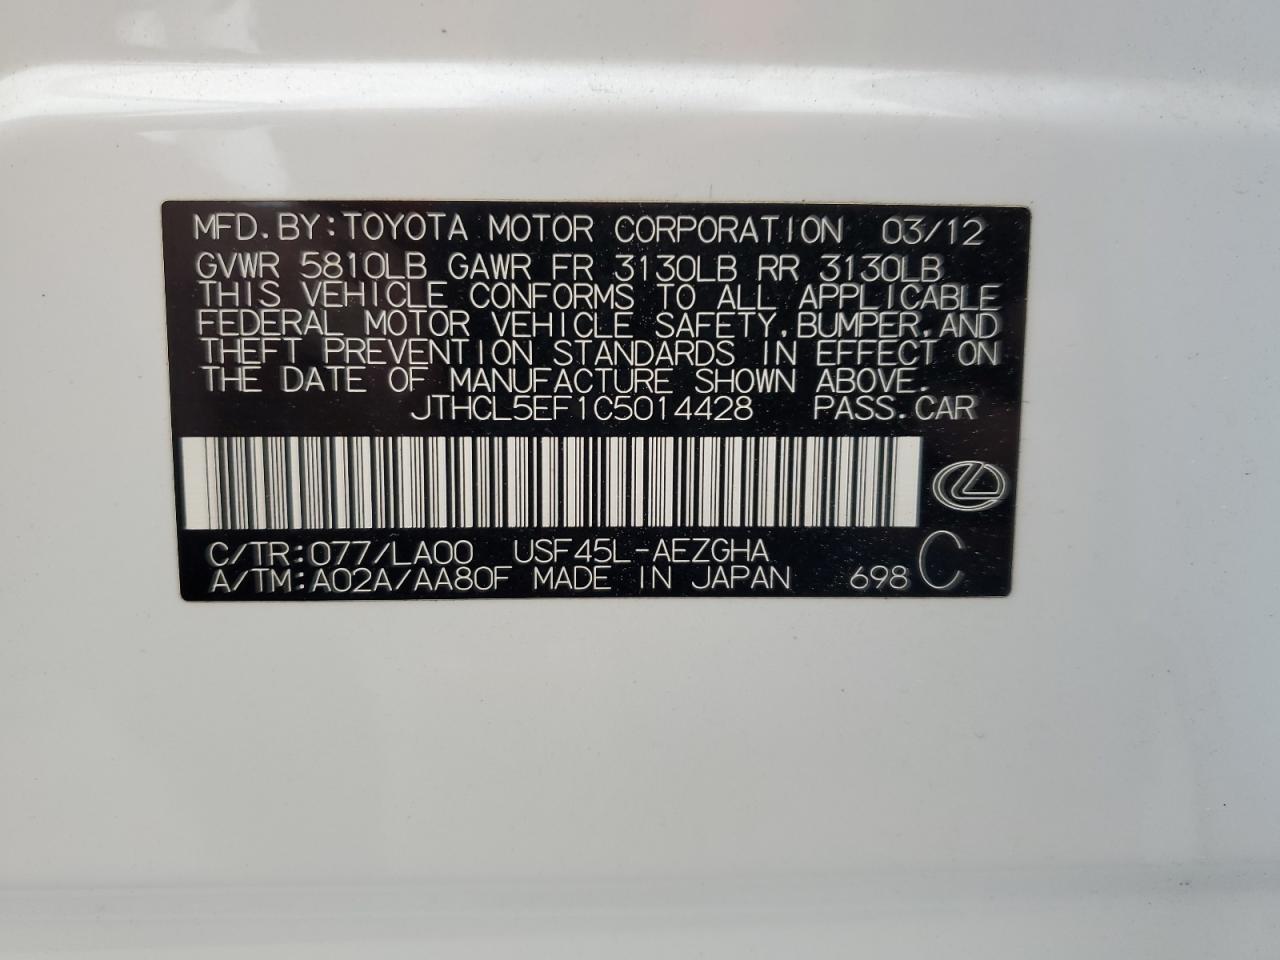 MFD.BY:TOYOTA MOTOR CORPORATION 03/12
GVWR 5810LB GAWR FR 3130LB RR 3130LB
THIS VEHICLE CONFORMS TO ALL APPLICABLE
FEDERAL MOTOR VEHICLE SAFETY,BUMPER,AND
THEFT PREVENTION STANDARDS IN EFFECT ON
THE DATE OF MANUFACTURE SHOWN ABOVE.
JTHCL5EF1C5014428 PASS.CAR
C/TR:077/LA00 USF45L-AEZGHA
A/TM:A02A/AA80F MADE IN JAPAN 698 C